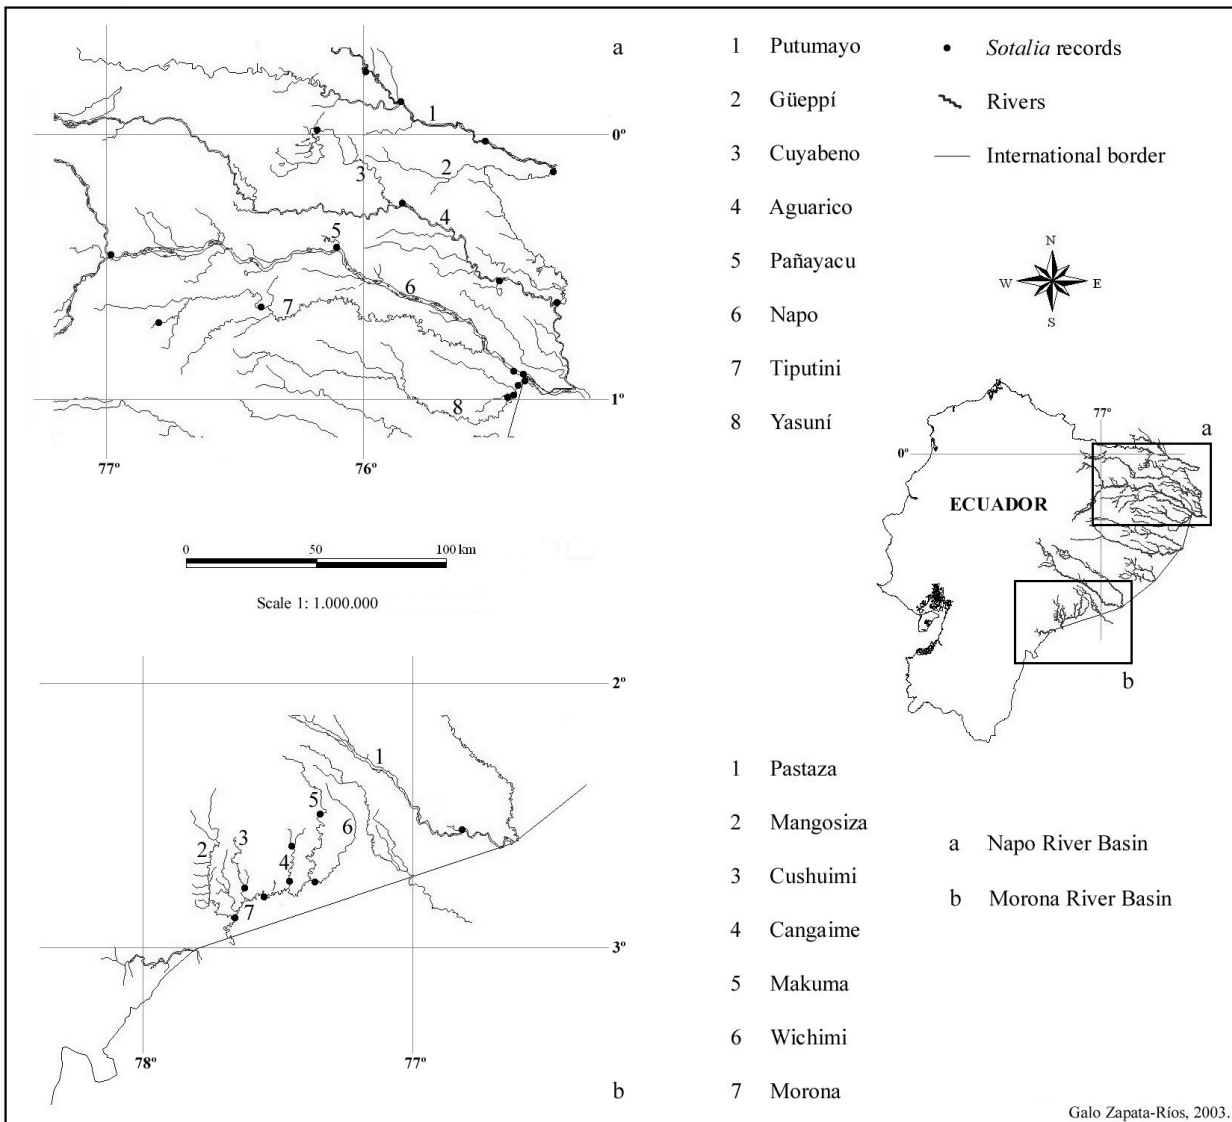 a
1 Putumayo
2 Güeppí
3 Cuyabeno
4 Aguarico
5 Pañayacu
6 Napo
7 Tiputini
8 Yasuní
Sotalia records
Rivers
International border
N
W E
S
1
0º
2
3
4
5
6
7
8
1º
77º 76º
0 50 100 km
Scale 1: 1.000.000
77º
a
0º
ECUADOR
b
2º
1
5
6
3
2
4
7
3º
78º 77º
b
1 Pastaza
2 Mangosiza
3 Cushuimi
4 Cangaime
5 Makuma
6 Wichimi
7 Morona
a Napo River Basin
b Morona River Basin
Galo Zapata-Ríos, 2003.